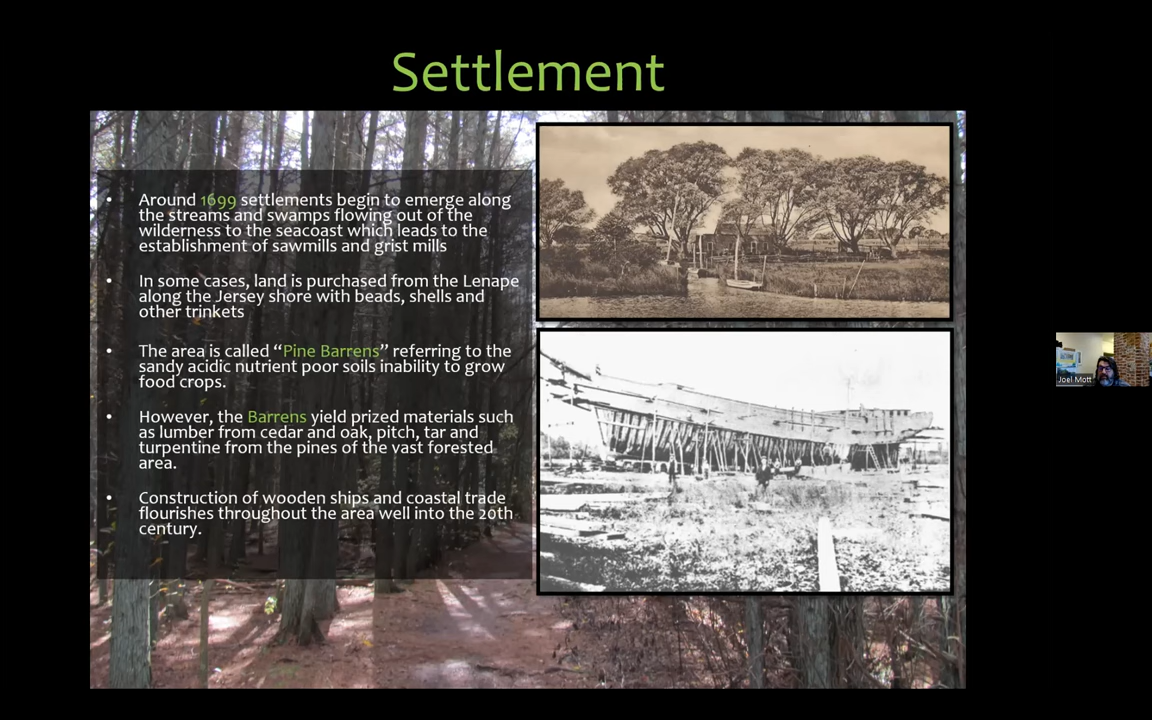 Settlement
• Around 1699 settlements begin to emerge along
the streams and swamps flowing out of the
wilderness to the seacoast which leads to the
establishment of sawmills and grist mills
• In some cases, land is purchased from the Lenape
along the Jersey shore with beads, shells and
other trinkets
• The area is called “Pine Barrens” referring to the
sandy acidic nutrient poor soils inability to grow
food crops.
• However, the Barrens yield prized materials such
as lumber from cedar and oak, pitch, tar and
turpentine from the pines of the vast forested
area.
• Construction of wooden ships and coastal trade
flourishes throughout the area well into the 20th
century.
Joel Mott